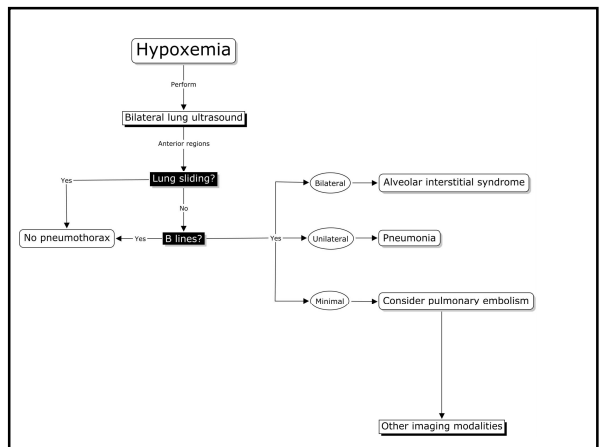 Hypoxemia
Perform
Bilateral lung ultrasound
Anterior regions
Lung sliding?
Yes
No
Bilateral
Alveolar interstitial syndrome
No pneumothorax
Yes
B lines?
Yes
Unilateral
Pneumonia
Minimal
Consider pulmonary embolism
Other imaging modalities